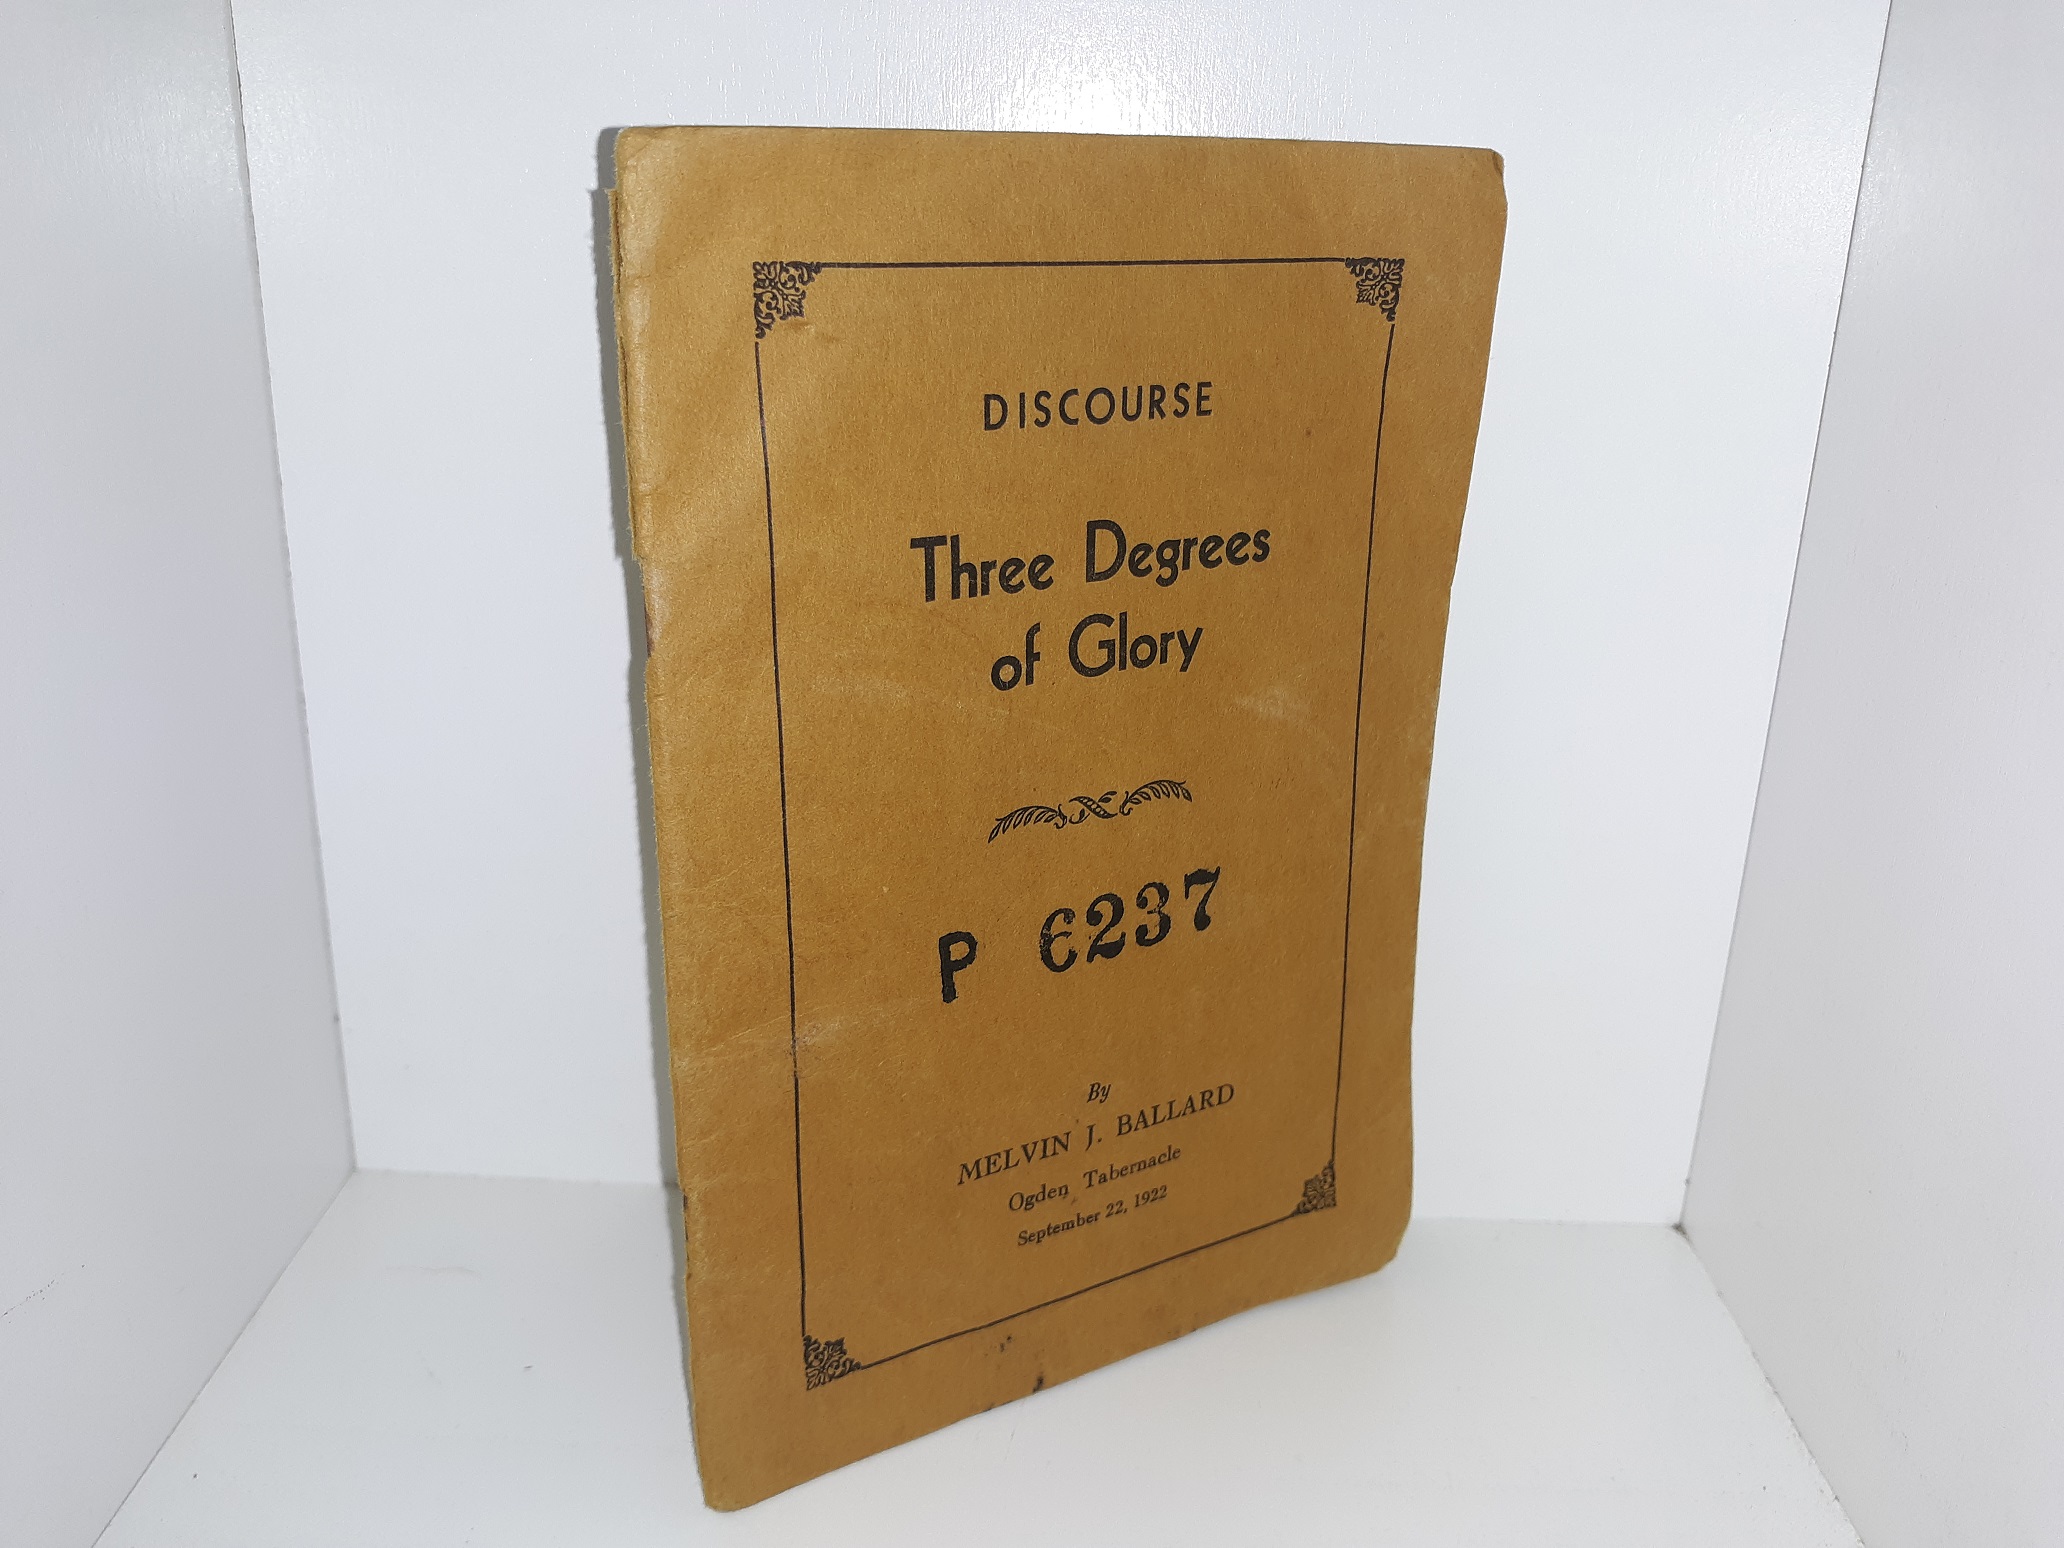 DISCOURSE
Three Degrees
of Glory
P 6237
By
MELVIN J. BALLARD
Ogden Tabernacle
September 22, 1922